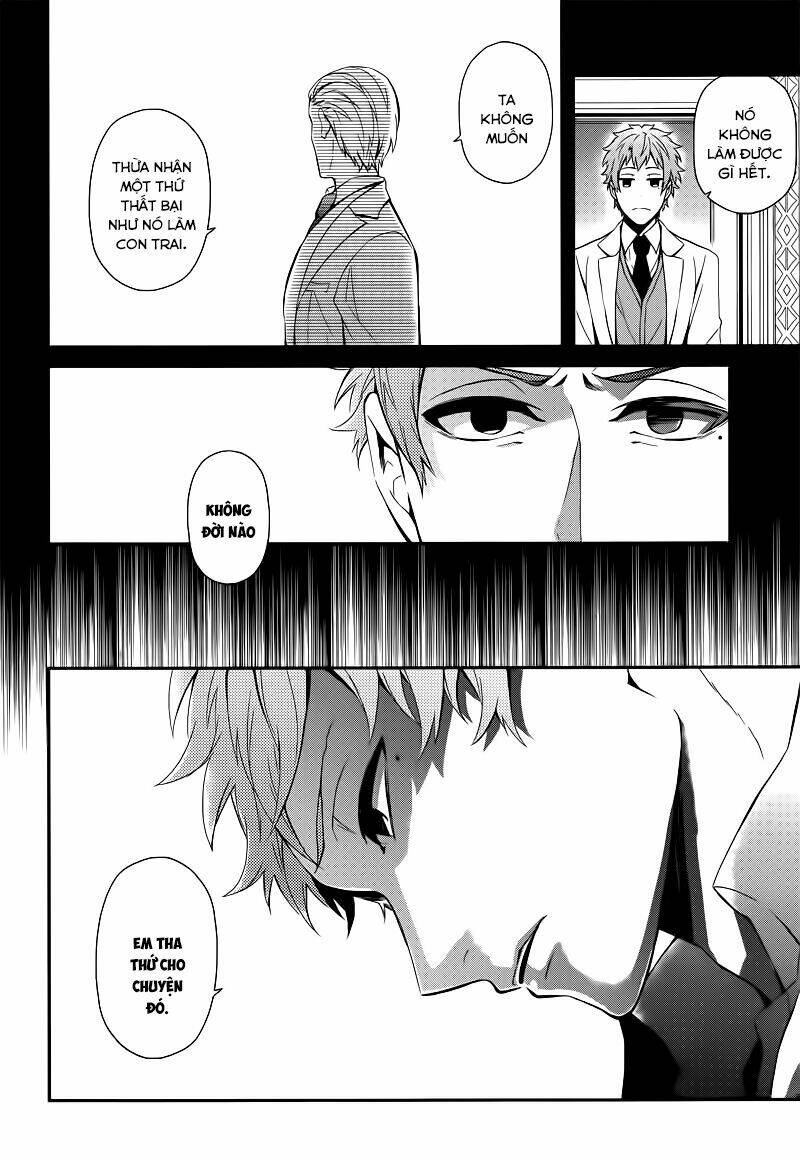 NÓ
KHÔNG
LÀM ĐƯỢC
GÌ HẾT.
TA
KHÔNG
MUỐN
THỪA NHẬN
MỘT THỨ
THẤT BẠI
NHƯ NÓ LÀM
CON TRAI.
KHÔNG
ĐỜI NÀO
EM THA
THỨ CHO
CHUYỆN
ĐÓ.